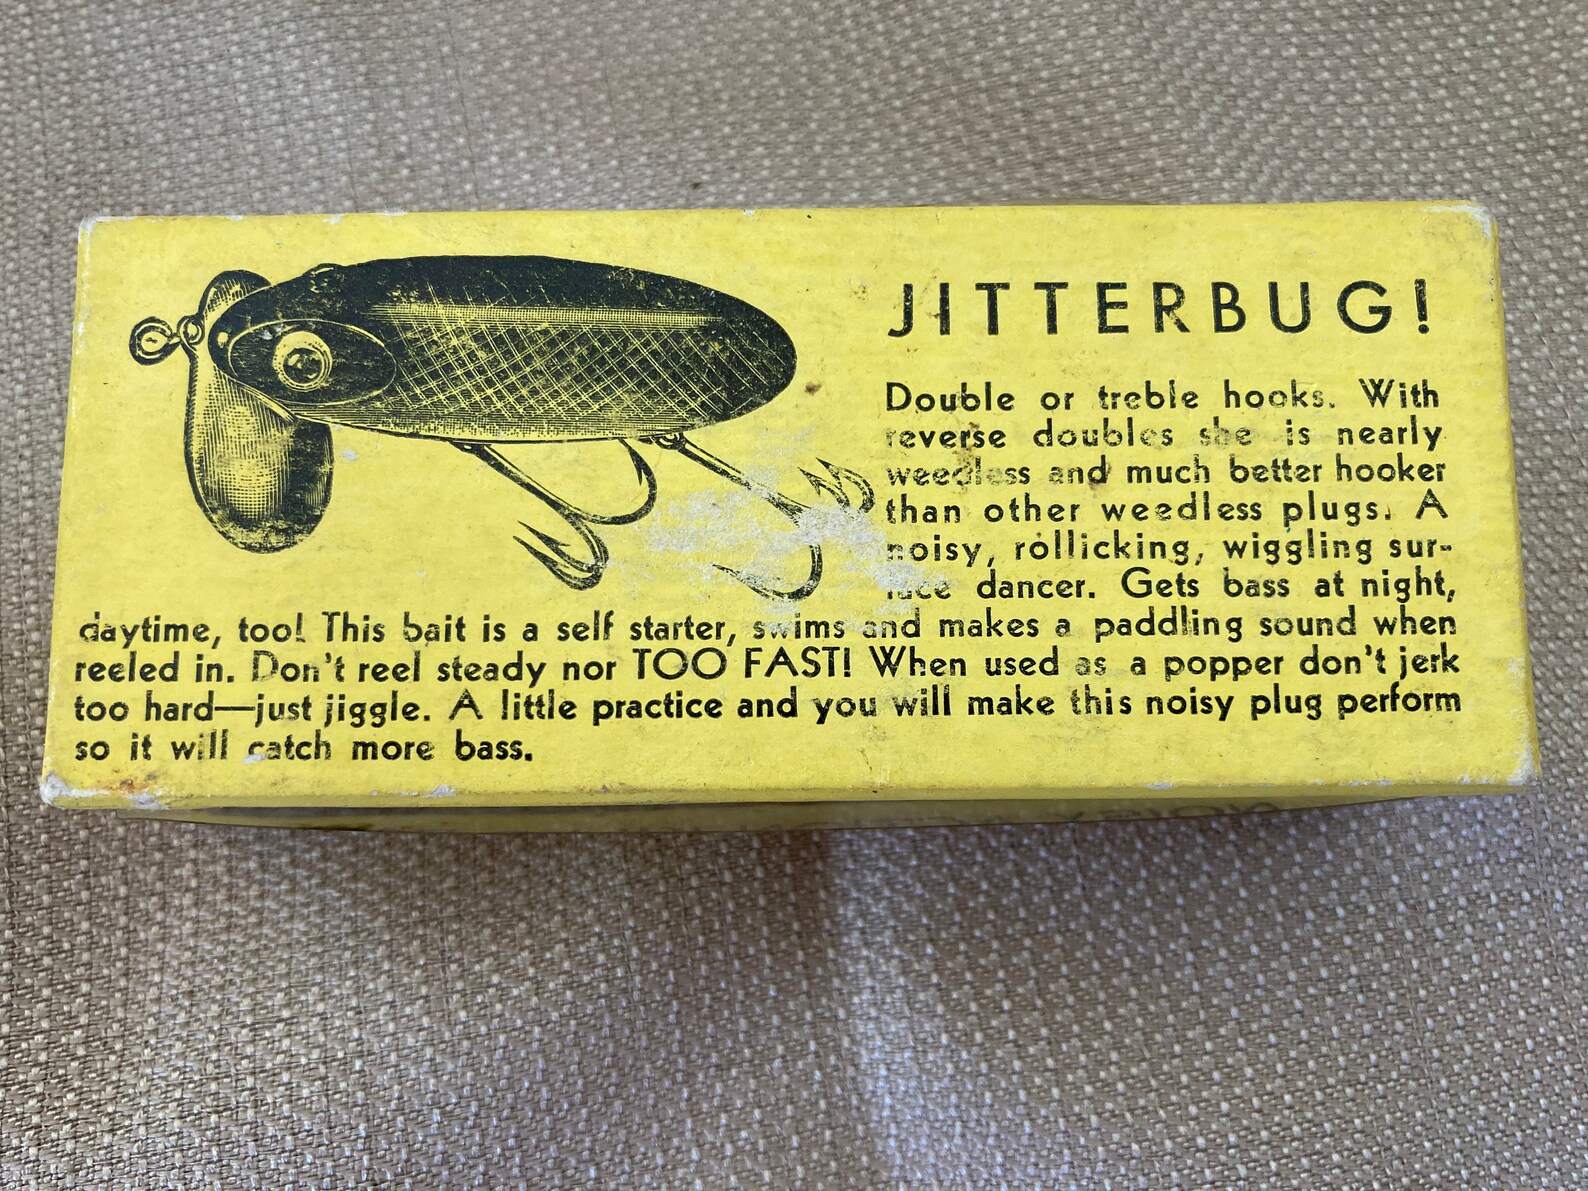 JITTERBUG!
Double or treble hooks. With
reverse doubles she is nearly
weedless and much better hooker
than other weedless plugs. A
noisy, rollicking, wiggling sur-
face dancer. Gets bass at night,
daytime, too! This bait is a self starter, swims and makes a paddling sound when
reeled in. Don't reel steady nor TOO FAST! When used as a popper don't jerk
too hard—just jiggle. A little practice and you will make this noisy plug perform
so it will catch more bass.